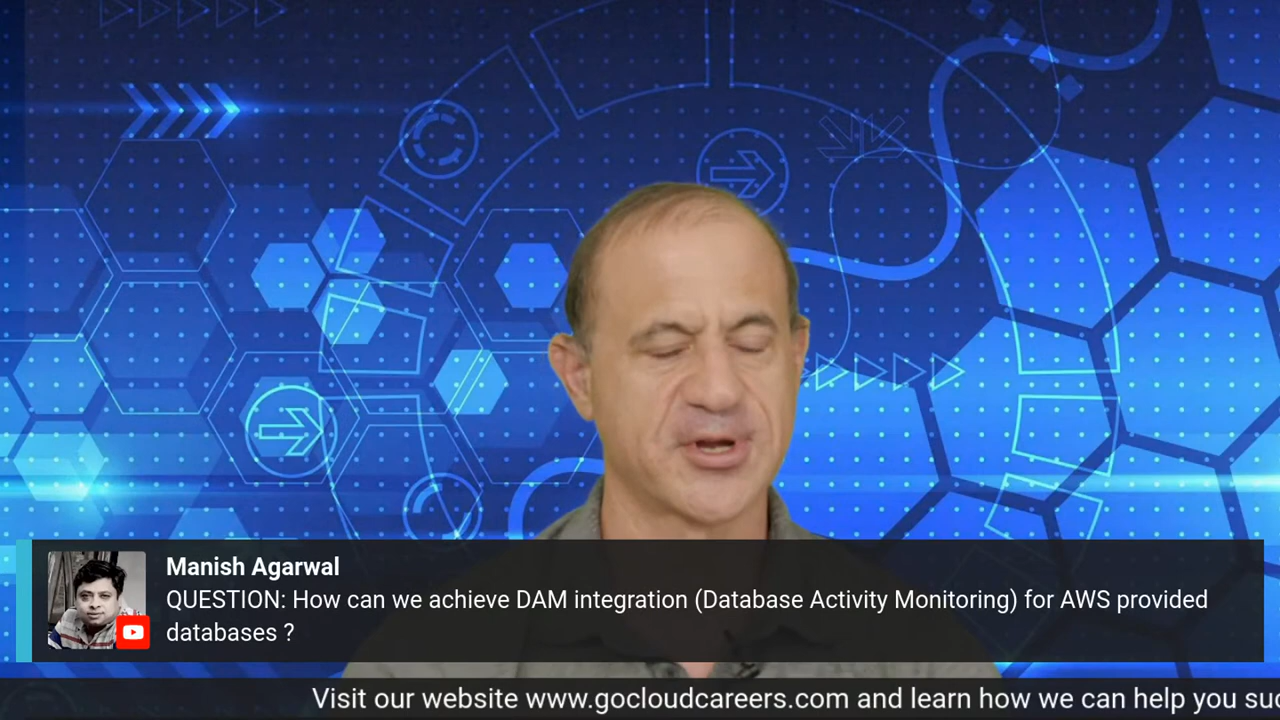 Manish Agarwal
QUESTION: How can we achieve DAM integration (Database Activity Monitoring) for AWS provided
databases ?
Visit our website www.gocloudcareers.com and learn how we can help you